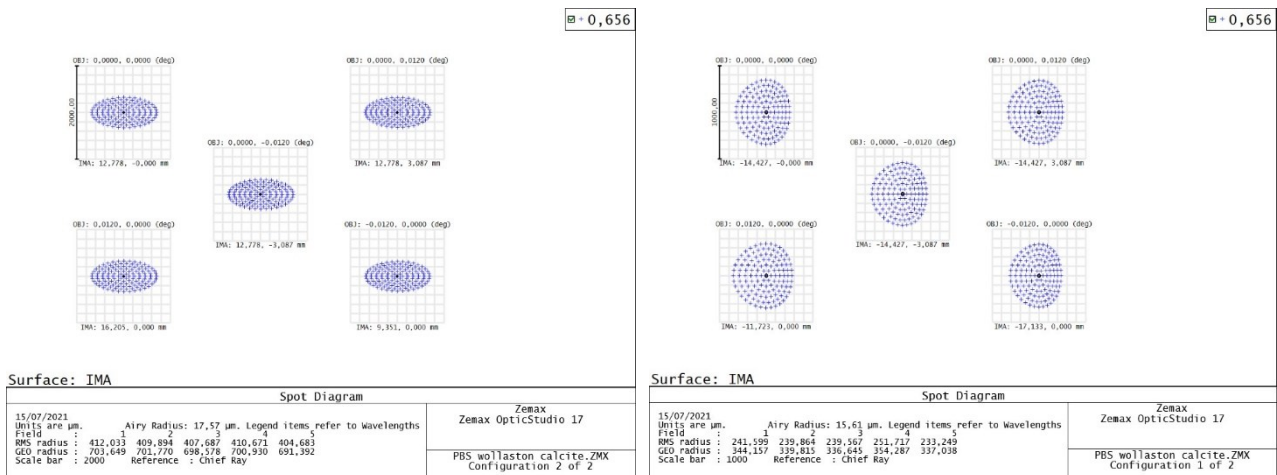 + 0,656
OBJ: 0,0000, 0,0000 (deg)
OBJ: 0,0000, 0,0120 (deg)
2000,00
IMA: 12,778, -0,000 mm
IMA: 12,778, 3,087 mm
OBJ: 0,0000, -0,0120 (deg)
IMA: 12,778, -3,087 mm
OBJ: 0,0120, 0,0000 (deg)
OBJ: -0,0120, 0,0000 (deg)
IMA: 16,205, 0,000 mm
IMA: 9,351, 0,000 mm
Surface: IMA
Spot Diagram
15/07/2021
Units are µm. Airy Radius: 17,57 µm. Legend items refer to Wavelengths
Field : 1 2 3 4 5
RMS radius : 412,033 409,894 407,687 410,671 404,683
GEO radius : 703,649 701,770 698,578 700,930 691,392
Scale bar : 2000 Reference : Chief Ray
Zemax
Zemax OpticStudio 17
PBS wollaston calcite.ZMX
Configuration 2 of 2
+ 0,656
OBJ: 0,0000, 0,0000 (deg)
OBJ: 0,0000, 0,0120 (deg)
1000,00
IMA: -14,427, -0,000 mm
IMA: -14,427, 3,087 mm
OBJ: 0,0000, -0,0120 (deg)
IMA: -14,427, -3,087 mm
OBJ: 0,0120, 0,0000 (deg)
OBJ: -0,0120, 0,0000 (deg)
IMA: -11,723, 0,000 mm
IMA: -17,133, 0,000 mm
Surface: IMA
Spot Diagram
15/07/2021
Units are µm. Airy Radius: 15,61 µm. Legend items refer to Wavelengths
Field : 1 2 3 4 5
RMS radius : 241,599 239,864 239,567 251,717 233,249
GEO radius : 344,157 339,815 336,645 354,287 337,038
Scale bar : 1000 Reference : Chief Ray
Zemax
Zemax OpticStudio 17
PBS wollaston calcite.ZMX
Configuration 1 of 2